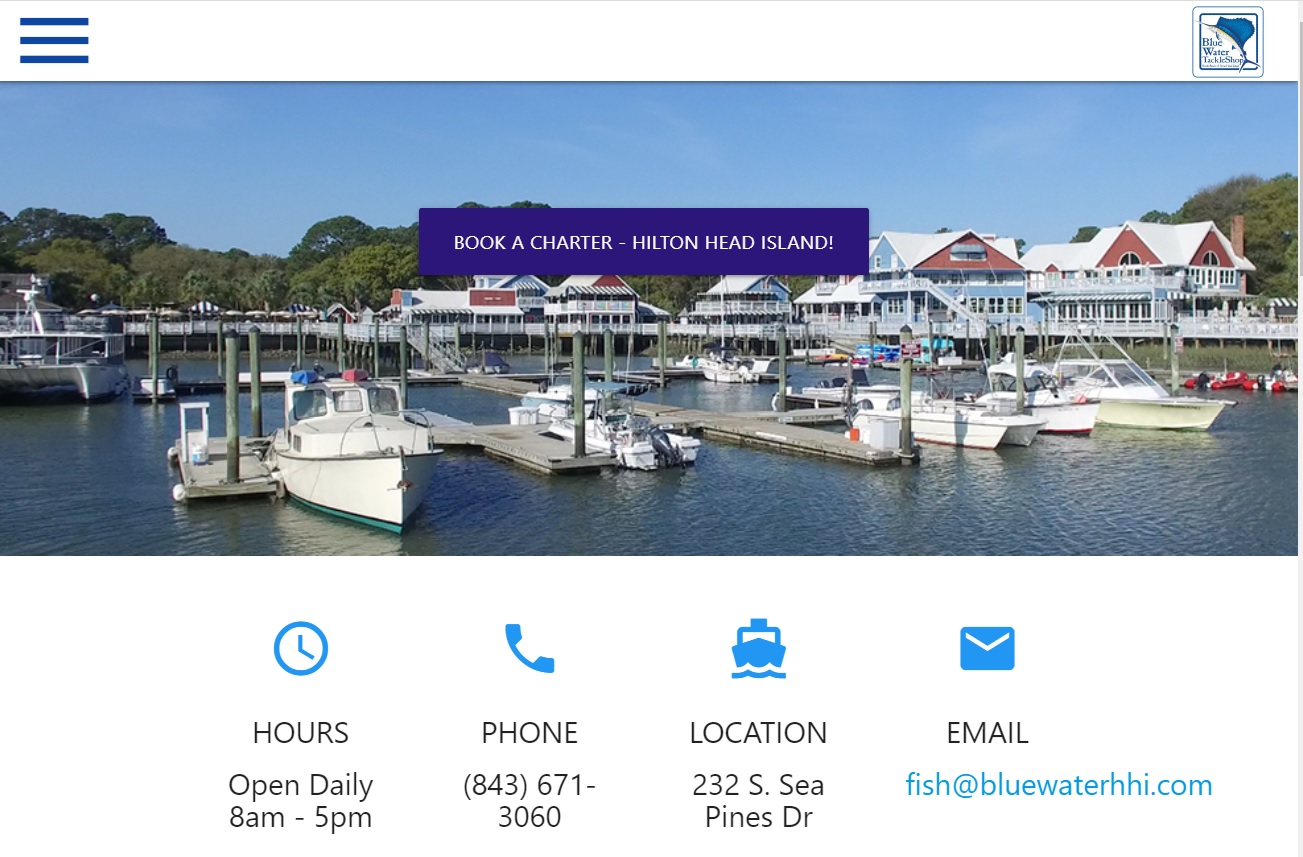 Blue
Water
TackleShop
BOOK A CHARTER - HILTON HEAD ISLAND!
HOURS
Open Daily
8am - 5pm
PHONE
(843) 671-
3060
LOCATION
232 S. Sea
Pines Dr
EMAIL
fish@bluewaterhhi.com